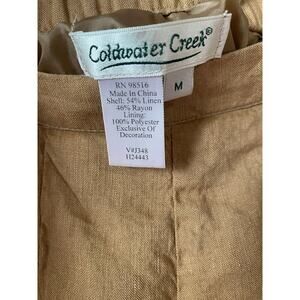 Coldwater Creek®
M
RN 98516
Made In China
Shell: 54% Linen
46% Rayon
Lining:
100% Polyester
Exclusive Of
Decoration
V#J348
H24443